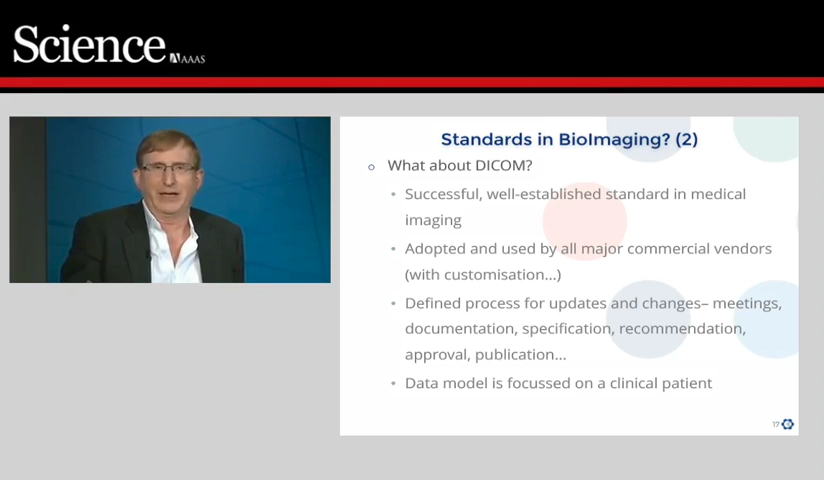 Science
AAAS
Standards in BioImaging? (2)
What about DICOM?
Successful, well-established standard in medical
imaging
Adopted and used by all major commercial vendors
(with customisation...)
Defined process for updates and changes– meetings,
documentation, specification, recommendation,
approval, publication...
Data model is focussed on a clinical patient
17